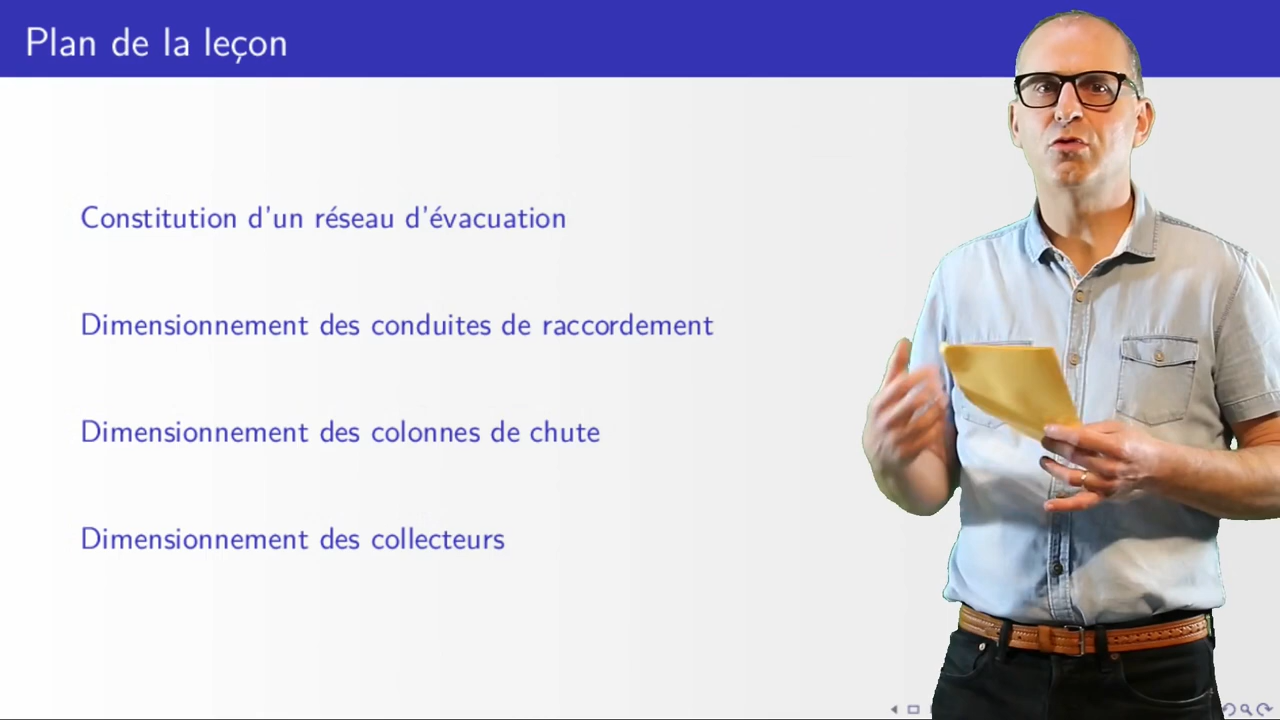 Plan de la leçon
Constitution d'un réseau d'évacuation
Dimensionnement des conduites de raccordement
Dimensionnement des colonnes de chute
Dimensionnement des collecteurs